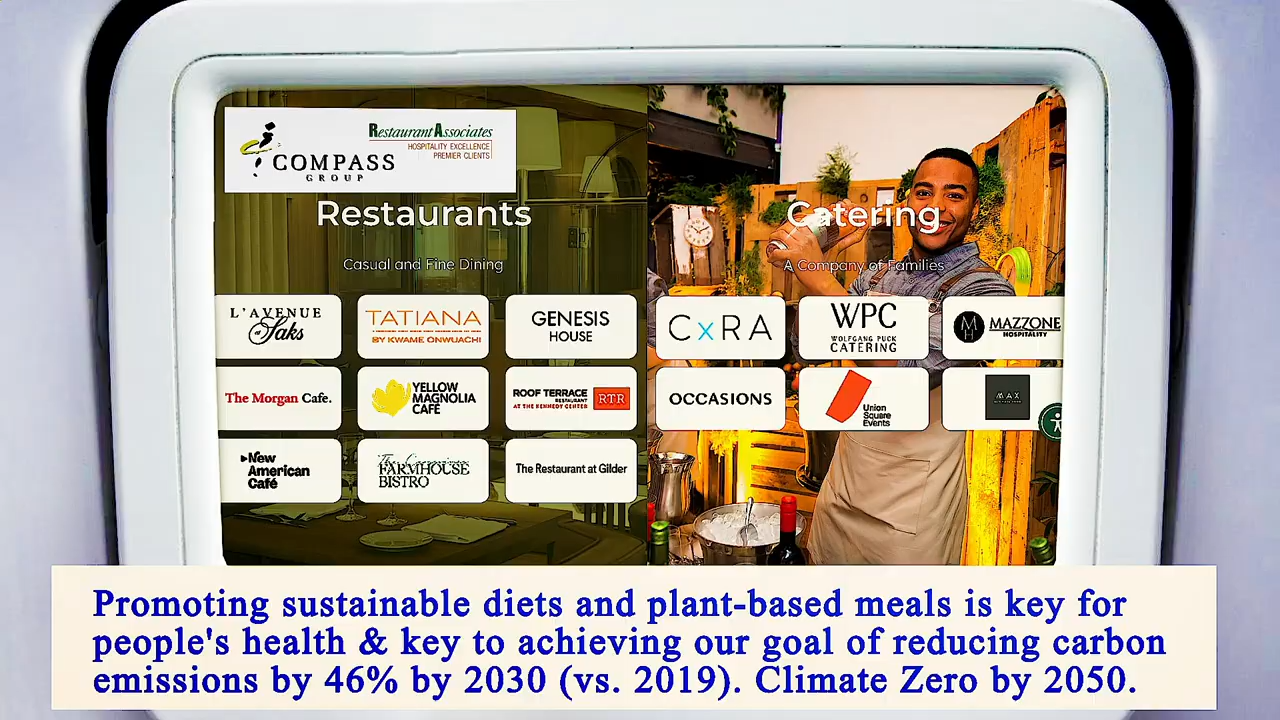 COMPASS
GROUP
Restaurant Associates
HOSPITALITY EXCELLENCE
PREMIER CLIENTS
Restaurants
Casual and Fine Dining
L'AVENUE
Saks
TATIANA
BY KWAME ONWUACHI
GENESIS
HOUSE
The Morgan Cafe.
YELLOW
MAGNOLIA
CAFÉ
ROOF TERRACE
RESTAURANT
AT THE KENNEDY CENTER
RTR
New
American
Café
FARMHOUSE
BISTRO
The Restaurant at Gilder
Catering
A Company of Families
CxRA
WPC
WOLFGANG PUCK
CATERING
M
MAZZONE
HOSPITALITY
OCCASIONS
Union
Square
Events
MAX
Promoting sustainable diets and plant-based meals is key for
people's health & key to achieving our goal of reducing carbon
emissions by 46% by 2030 (vs. 2019). Climate Zero by 2050.